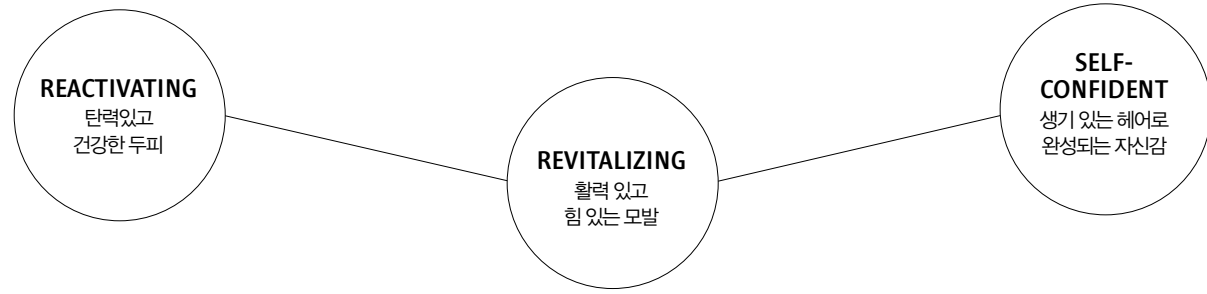 REACTIVATING
탄력있고
건강한 두피
REVITALIZING
활력 있고
힘 있는 모발
SELF-
CONFIDENT
생기 있는 헤어로
완성되는 자신감